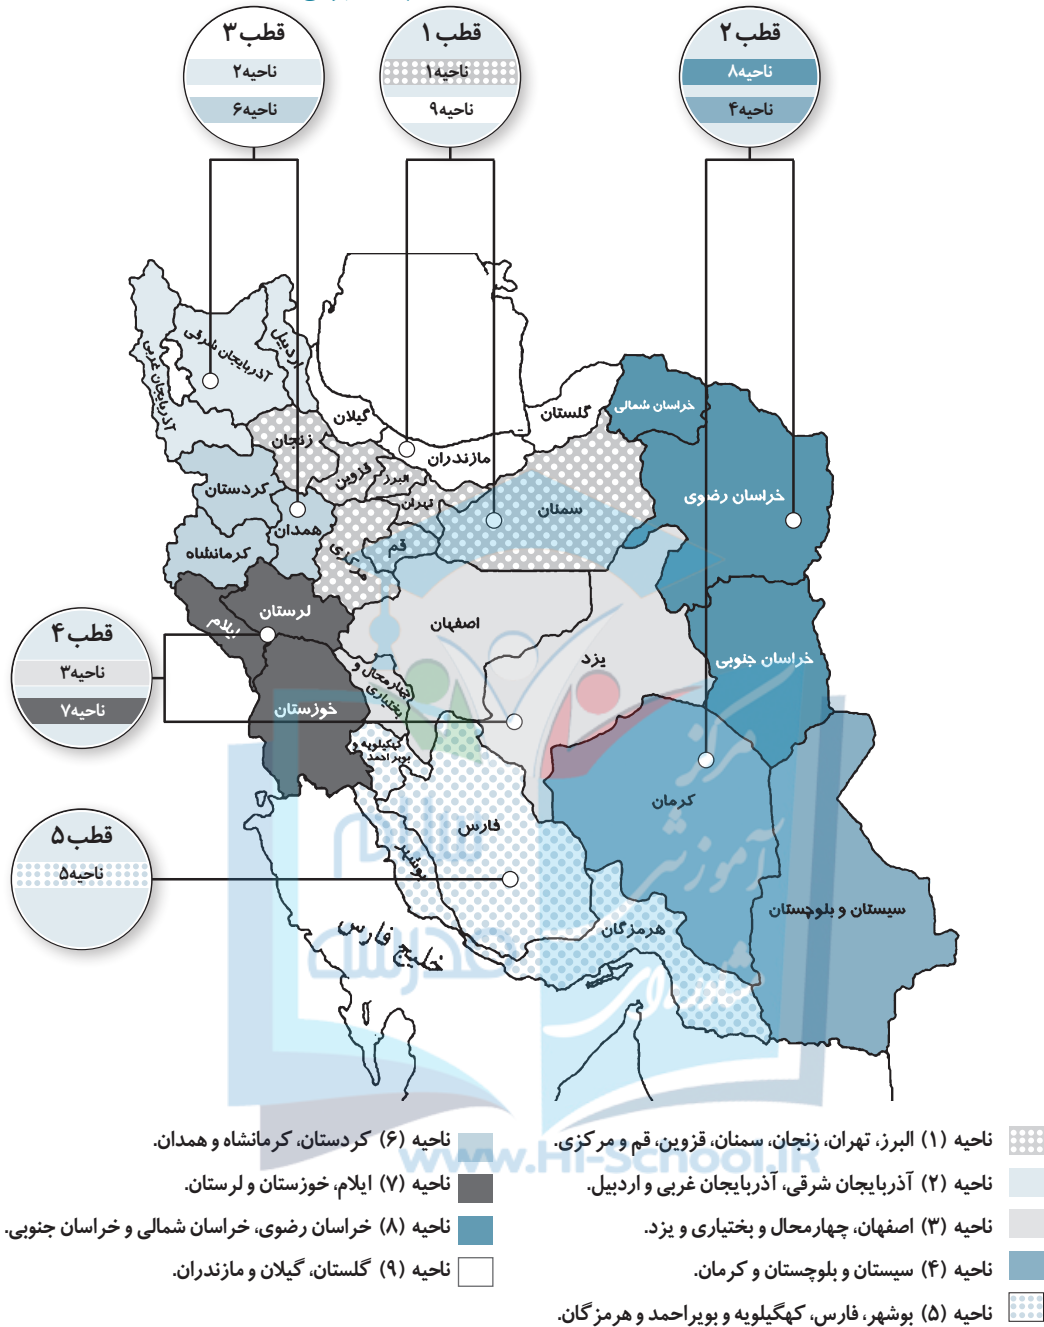 قطب ۳
ناحیه۲
ناحیه۶
قطب ۱
ناحیه۱
ناحیه۹
قطب ۲
ناحیه۸
ناحیه۴
آذربایجان غربی
آذربایجان شرقی
اردبیل
گیلان
زنجان
قزوین
البرز
تهران
مازندران
گلستان
خراسان شمالی
خراسان رضوی
سمنان
کردستان
همدان
کرمانشاه
مرکزی
قم
لرستان
ایلام
اصفهان
یزد
خراسان جنوبی
چهارمحال و بختیاری
خوزستان
کهگیلویه و بویراحمد
فارس
بوشهر
کرمان
هرمزگان
سیستان و بلوچستان
خلیج فارس
قطب ۴
ناحیه۳
ناحیه۷
قطب ۵
ناحیه۵
مرکز
آموزش
مدرسه
www.Hi-School.IR
ناحیه (۱) البرز، تهران، زنجان، سمنان، قزوین، قم و مرکزی.
ناحیه (۲) آذربایجان شرقی، آذربایجان غربی و اردبیل.
ناحیه (۳) اصفهان، چهارمحال و بختیاری و یزد.
ناحیه (۴) سیستان و بلوچستان و کرمان.
ناحیه (۵) بوشهر، فارس، کهگیلویه و بویراحمد و هرمزگان.
ناحیه (۶) کردستان، کرمانشاه و همدان.
ناحیه (۷) ایلام، خوزستان و لرستان.
ناحیه (۸) خراسان رضوی، خراسان شمالی و خراسان جنوبی.
ناحیه (۹) گلستان، گیلان و مازندران.